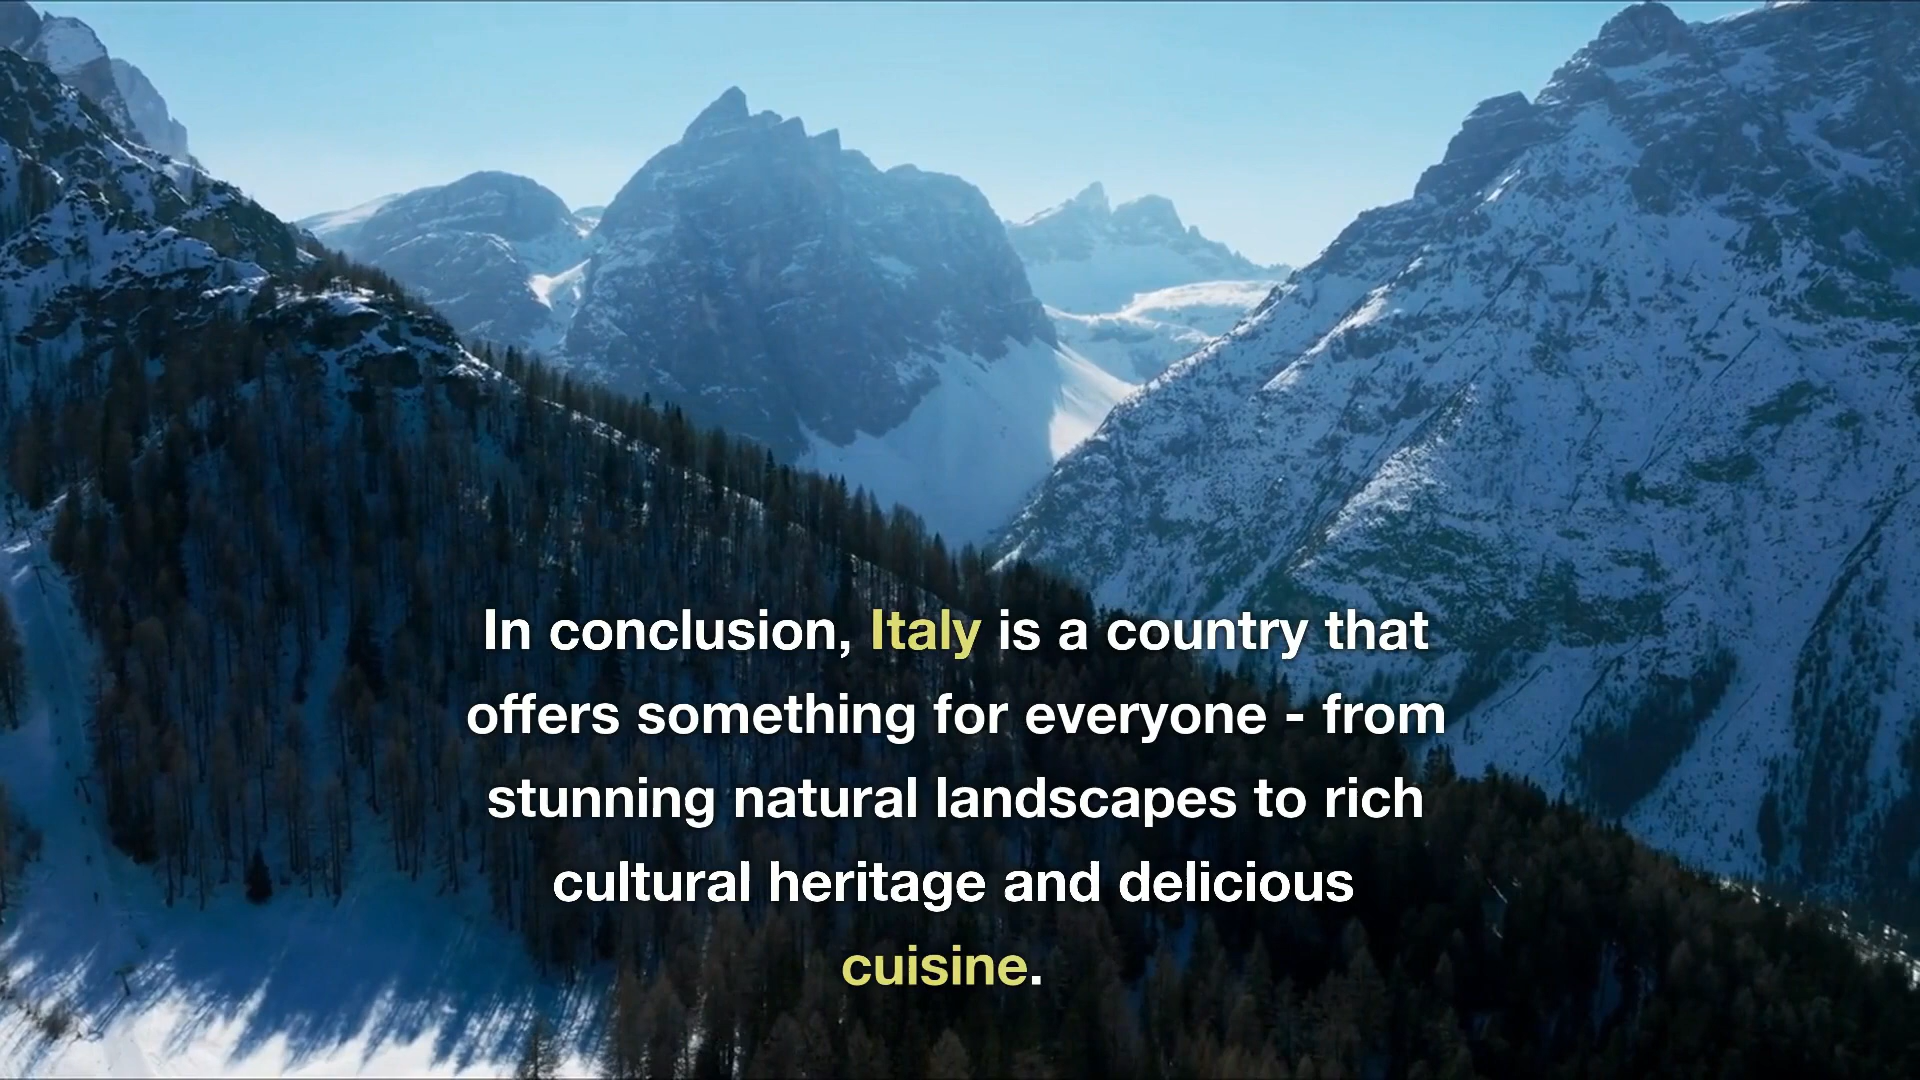 In conclusion, Italy is a country that
offers something for everyone - from
stunning natural landscapes to rich
cultural heritage and delicious
cuisine.